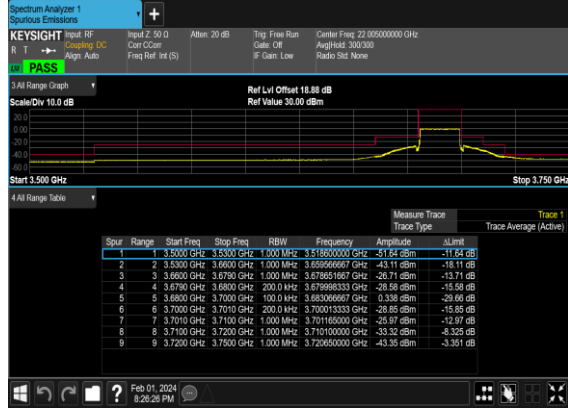 Spectrum Analyzer 1
Spurious Emissions
+
KEYSIGHT Input: RF Input Z: 50 Ω Atten: 20 dB Trig: Free Run Center Freq: 22.005000000 GHz
R T Coupling: DC Corr CCorr Gate: Off Avg|Hold: 300/300
Align: Auto Freq Ref: Int (S) IF Gain: Low Radio Std: None
PASS
3 All Range Graph
Ref Lvl Offset 18.88 dB
Scale/Div 10.0 dB Ref Value 30.00 dBm
20.0
0.00
-20.0
-40.0
-60.0
Start 3.500 GHz Stop 3.750 GHz
4 All Range Table
Measure Trace Trace 1
Trace Type Trace Average (Active)
Spur Range Start Freq Stop Freq RBW Frequency Amplitude ΔLimit
1 1 3.5000 GHz 3.5300 GHz 1.000 MHz 3.518600000 GHz -51.64 dBm -11.64 dB
2 2 3.5300 GHz 3.6600 GHz 1.000 MHz 3.659566667 GHz -43.11 dBm -18.11 dB
3 3 3.6600 GHz 3.6790 GHz 1.000 MHz 3.678651667 GHz -26.71 dBm -13.71 dB
4 4 3.6790 GHz 3.6800 GHz 200.0 kHz 3.679998333 GHz -28.58 dBm -15.58 dB
5 5 3.6800 GHz 3.7000 GHz 100.0 kHz 3.683066667 GHz 0.338 dBm -29.66 dB
6 6 3.7000 GHz 3.7010 GHz 200.0 kHz 3.700013333 GHz -28.85 dBm -15.85 dB
7 7 3.7010 GHz 3.7100 GHz 1.000 MHz 3.701165000 GHz -25.97 dBm -12.97 dB
8 8 3.7100 GHz 3.7200 GHz 1.000 MHz 3.710100000 GHz -33.32 dBm -8.325 dB
9 9 3.7200 GHz 3.7500 GHz 1.000 MHz 3.720650000 GHz -43.35 dBm -3.351 dB
? Feb 01, 2024
8:26:26 PM